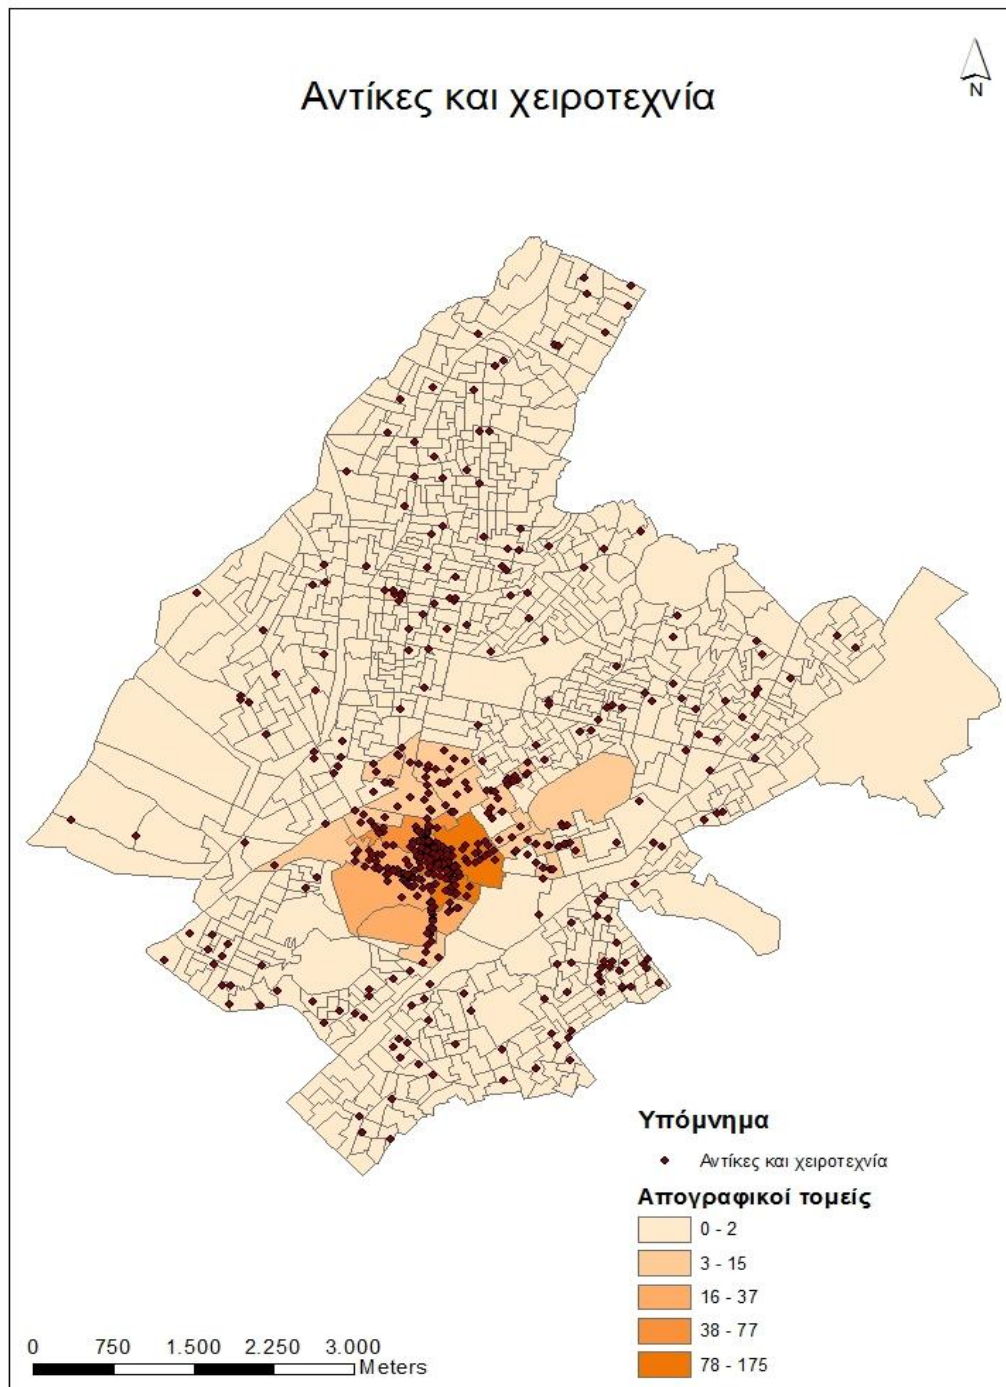 N
Αντίκες και χειροτεχνία
Υπόμνημα
Αντίκες και χειροτεχνία
Απογραφικοί τομείς
0 - 2
3 - 15
16 - 37
38 - 77
78 - 175
0 750 1.500 2.250 3.000
Meters